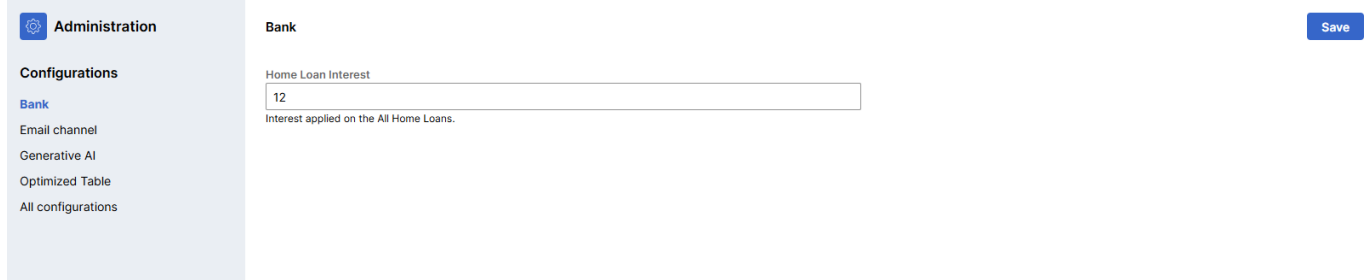 Administration
Configurations
Bank
Email channel
Generative AI
Optimized Table
All configurations
Bank
Save
Home Loan Interest
12
Interest applied on the All Home Loans.